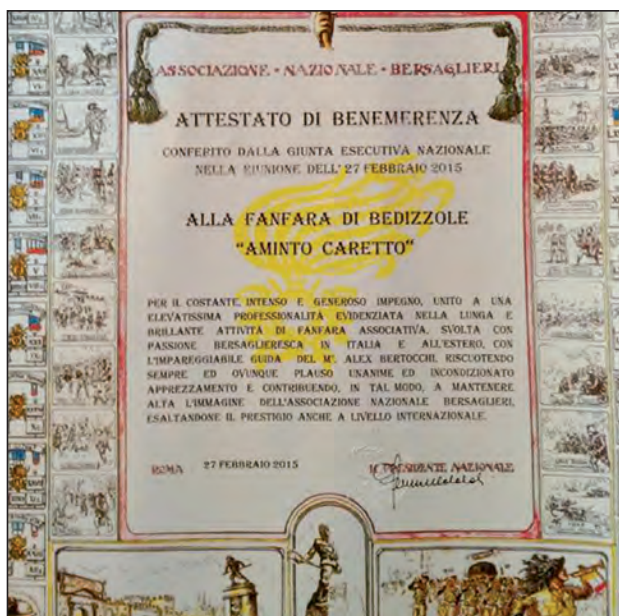 ASSOCIAZIONE - NAZIONALE - BERSAGLIERI
ATTESTATO DI BENEMERENZA
CONFERITO DALLA GIUNTA ESECUTIVA NAZIONALE
NELLA RIUNIONE DELL' 27 FEBBRAIO 2015
ALLA FANFARA DI BEDIZZOLE
"AMINTO CARETTO"
PER IL COSTANTE, INTENSO E GENEROSO IMPEGNO, UNITO A UNA
ELEVATISSIMA PROFESSIONALITÀ EVIDENZIATA NELLA LUNGA E
BRILLANTE ATTIVITÀ DI FANFARA ASSOCIATIVA, SVOLTA CON
PASSIONE BERSAGLIERESCA IN ITALIA E ALL'ESTERO, CON
L'IMPAREGGIABILE GUIDA DEL M°. ALEX BERTOCCHI, RISCUOTENDO
SEMPRE ED OVUNQUE PLAUSO UNANIME ED INCONDIZIONATO
APPREZZAMENTO E CONTRIBUENDO, IN TAL MODO, A MANTENERE
ALTA L'IMMAGINE DELL'ASSOCIAZIONE NAZIONALE BERSAGLIERI,
ESALTANDONE IL PRESTIGIO ANCHE A LIVELLO INTERNAZIONALE.
ROMA 27 FEBBRAIO 2015 IL PRESIDENTE NAZIONALE